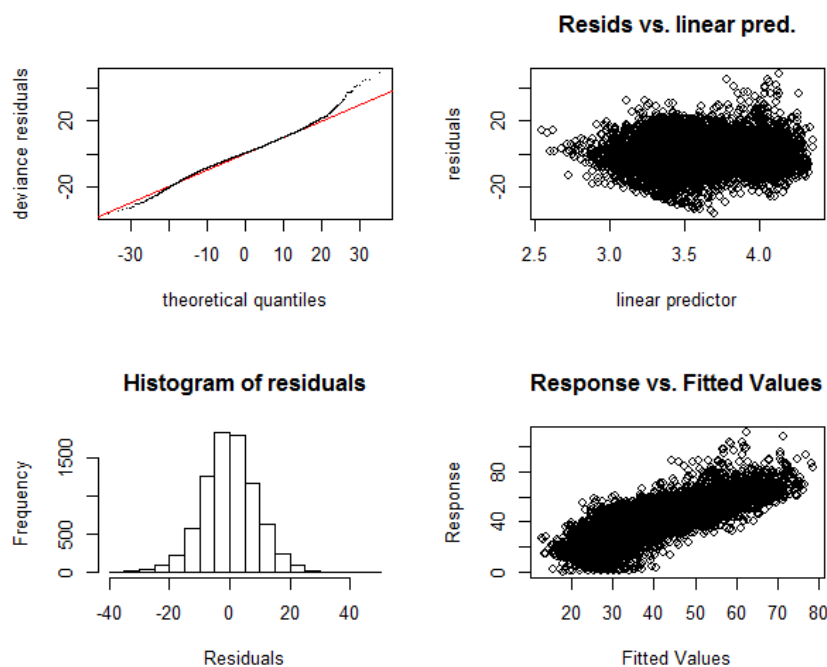 deviance residuals
-20
20
-30
-10
0
10
20
30
theoretical quantiles
Resids vs. linear pred.
residuals
-20
20
2.5
3.0
3.5
4.0
linear predictor
Histogram of residuals
Frequency
0
500
1500
-40
-20
0
20
40
Residuals
Response vs. Fitted Values
Response
0
40
80
20
30
40
50
60
70
80
Fitted Values